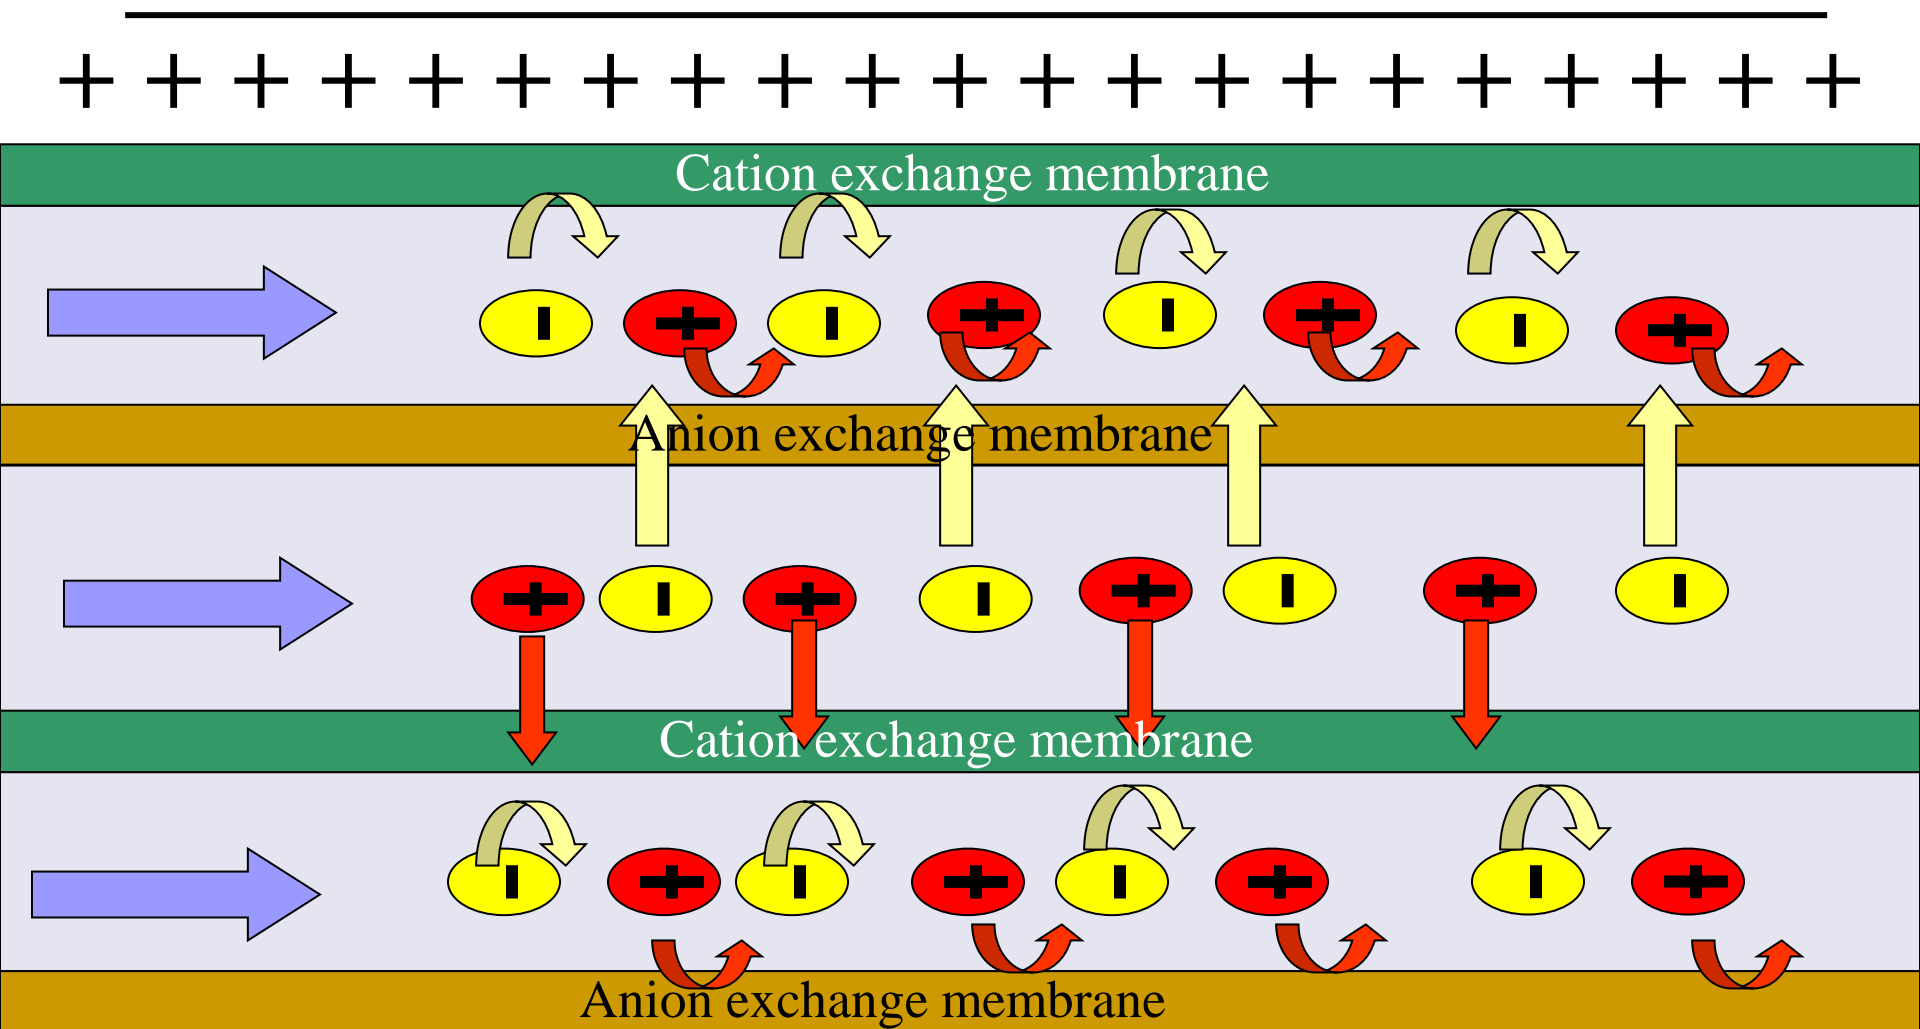 + + + + + + + + + + + + + + + + + + + + +
Cation exchange membrane
- + - + - + - +
Anion exchange membrane
+ - + - + - + -
Cation exchange membrane
- + - + - + - +
Anion exchange membrane